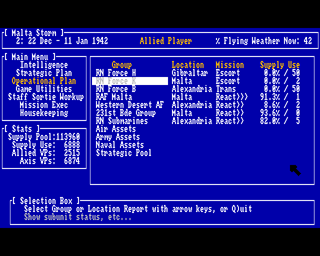 [ Malta Storm ]
2: 22 Dec - 11 Jan 1942 Allied Player % Flying Weather Now: 42
[ Main Menu ]
Intelligence
Strategic Plan
Operational Plan
Game Utilities
Staff Sortie Workup
Mission Exec
Housekeeping
[ Stats ]
Supply Pool:113960
Supply Use: 6888
Allied VPs: 2515
Axis VPs: 6874
Group Location Mission Supply Use
RN Force H Gibraltar Escort 0.0% / 50
RN Force K Malta Escort 0.0% / 2
RN Force B Alexandria Trans 0.0% / 50
RAF Malta Malta React))) 91.3% / 1
Western Desert AF Alexandria React)) 8.6% / 2
231st Bde Group Malta React)) 93.6% / 0
RN Submarines Alexandria React)) 82.0% / 5
Air Assets
Army Assets
Naval Assets
Strategic Pool
[ Selection Box ]
Select Group or Location Report with arrow keys, or Q)uit
Show subunit status, etc...